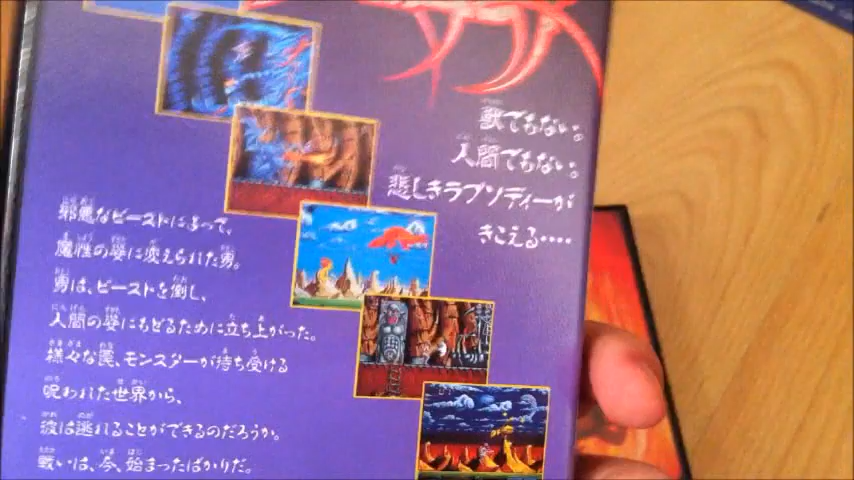 獣でもない。
人間でもない。
悲しきラプソディーが
きこえる‥‥
邪悪なビーストによって、
魔性の姿に変えられた男。
男は、ビーストを倒し、
人間の姿にもどるために立ち上がった。
様々な罠、モンスターが待ち受ける
呪われた世界から、
彼は逃れることができるのだろうか。
戦いは、今、始まったばかりだ。